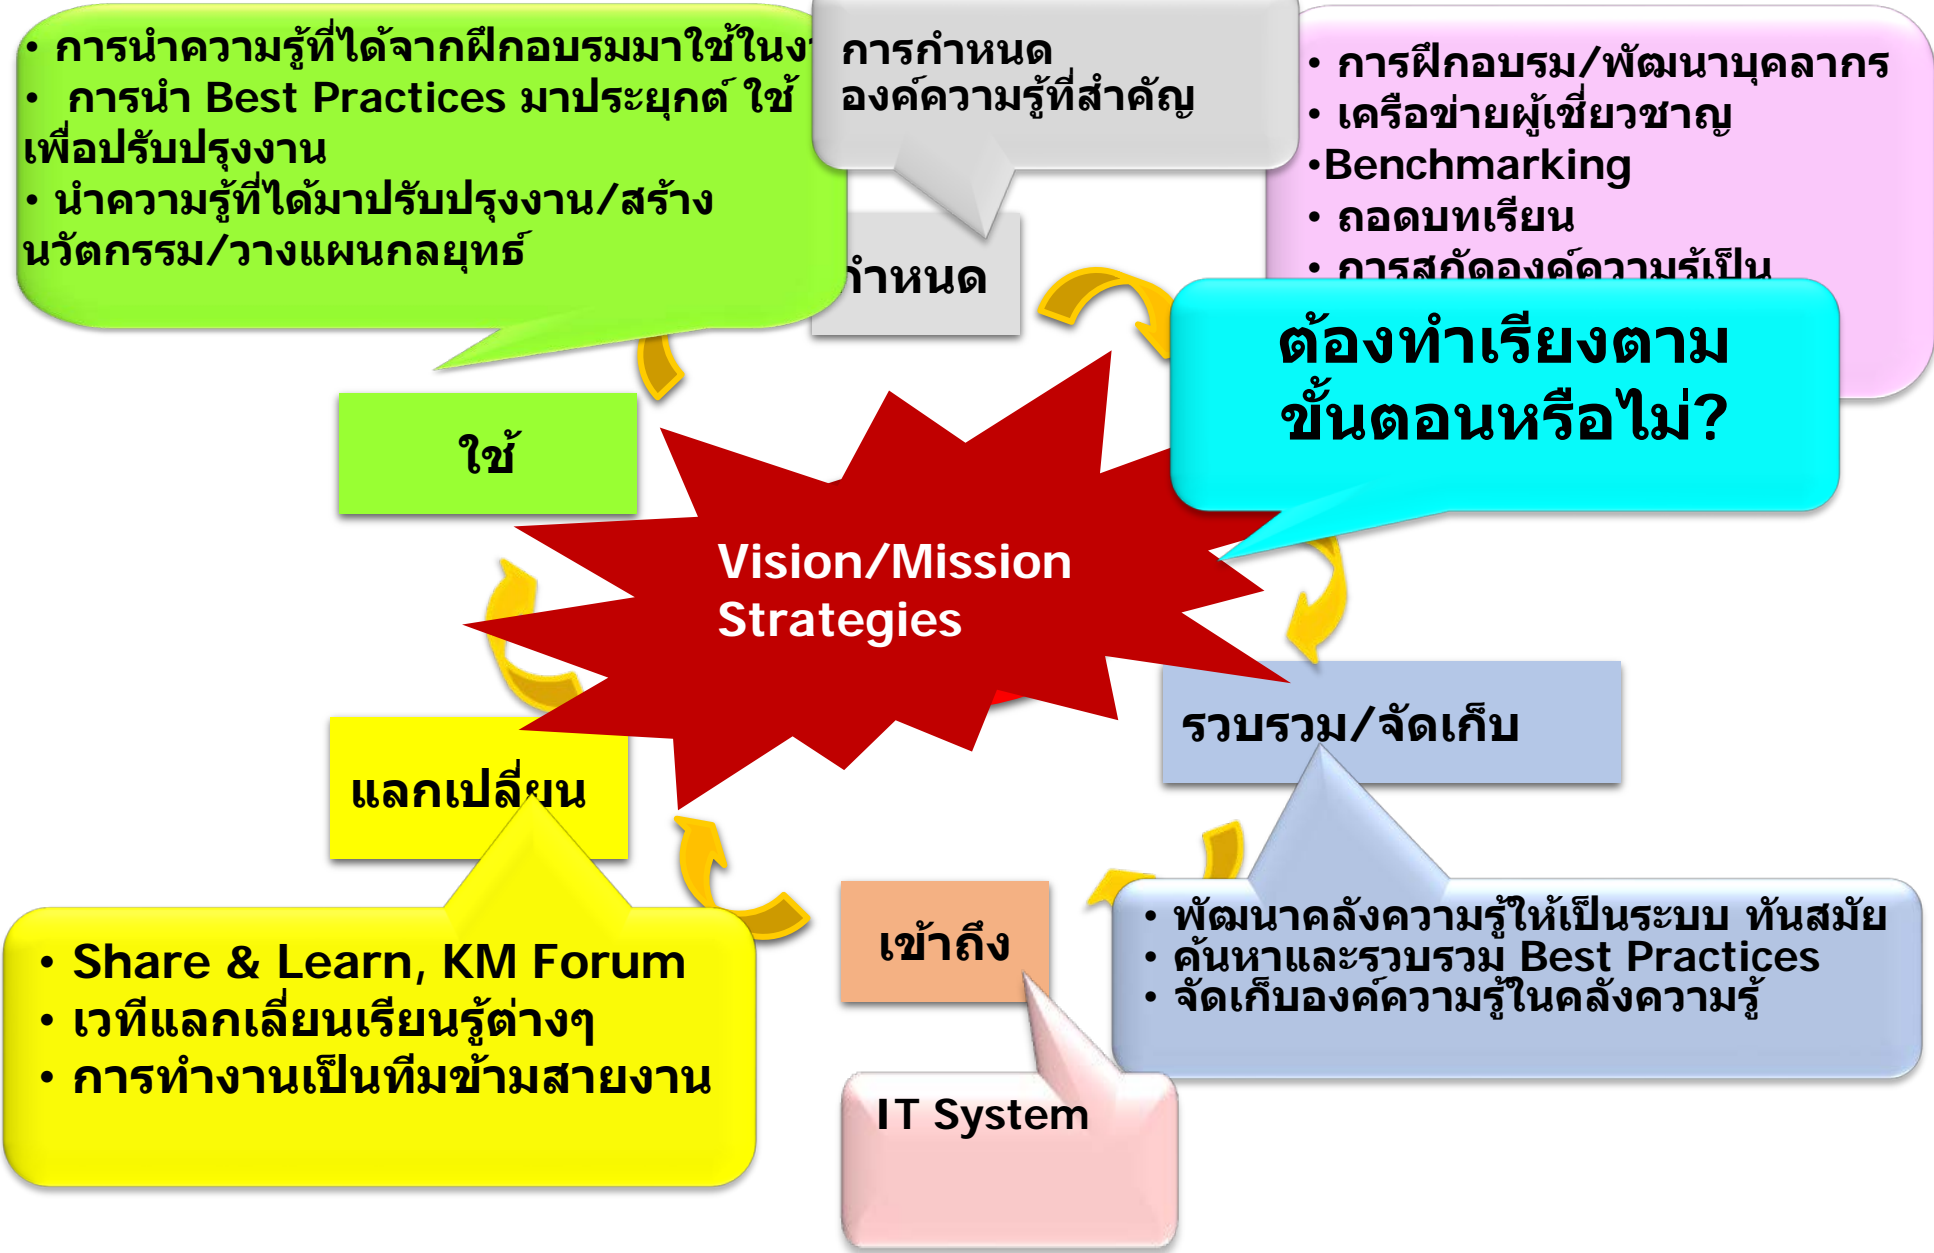 • การนำความรู้ที่ได้จากฝึกอบรมมาใช้ใน
• การนำ Best Practices มาประยุกต์ ใช้
เพื่อปรับปรุงงาน
• นำความรู้ที่ได้มาปรับปรุงงาน/สร้าง
นวัตกรรม/วางแผนกลยุทธ์
การกำหนด
องค์ความรู้ที่สำคัญ
• การฝึกอบรม/พัฒนาบุคลากร
• เครือข่ายผู้เชี่ยวชาญ
•Benchmarking
• ถอดบทเรียน
• การสกัดองค์ความรู้เป็น
กำหนด
ต้องทำเรียงตาม
ขั้นตอนหรือไม่?
ใช้
Vision/Mission
Strategies
รวบรวม/จัดเก็บ
แลกเปลี่ยน
เข้าถึง
• พัฒนาคลังความรู้ให้เป็นระบบ ทันสมัย
• ค้นหาและรวบรวม Best Practices
• จัดเก็บองค์ความรู้ในคลังความรู้
• Share & Learn, KM Forum
• เวทีแลกเลี่ยนเรียนรู้ต่างๆ
• การทำงานเป็นทีมข้ามสายงาน
IT System